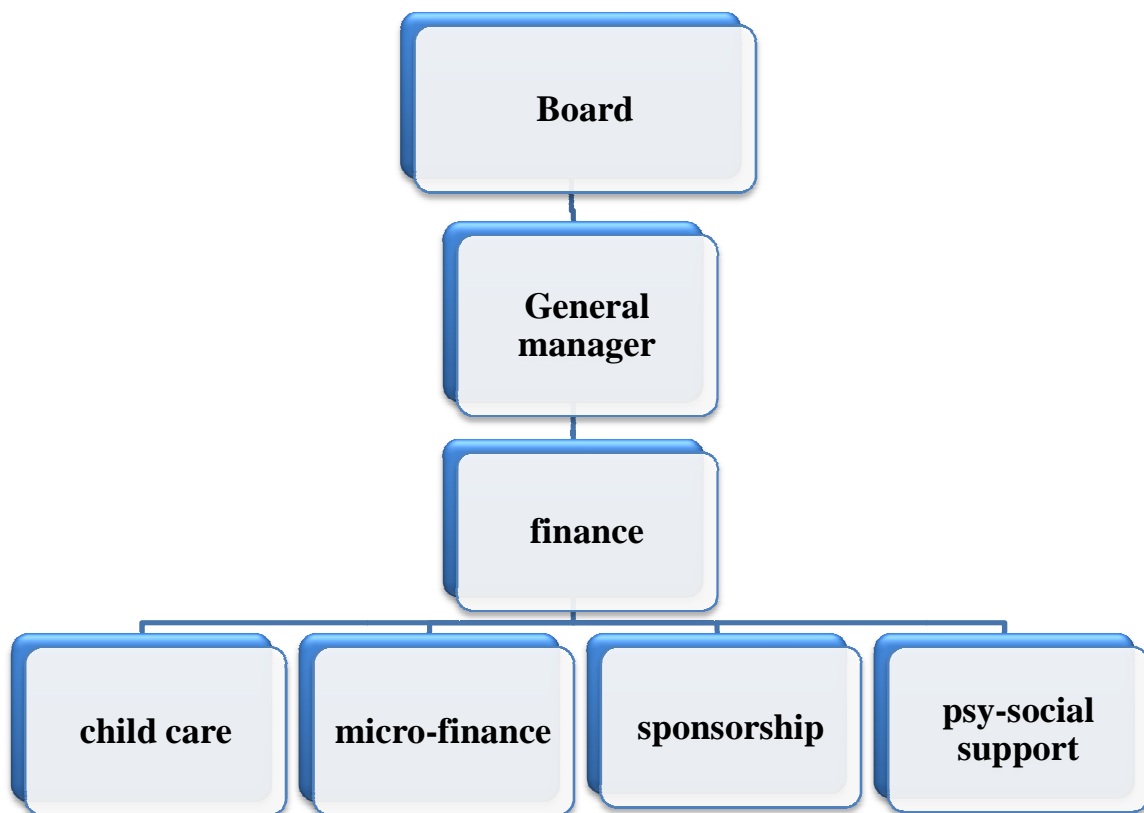 Board
General
manager
finance
child care
micro-finance
sponsorship
psy-social
support